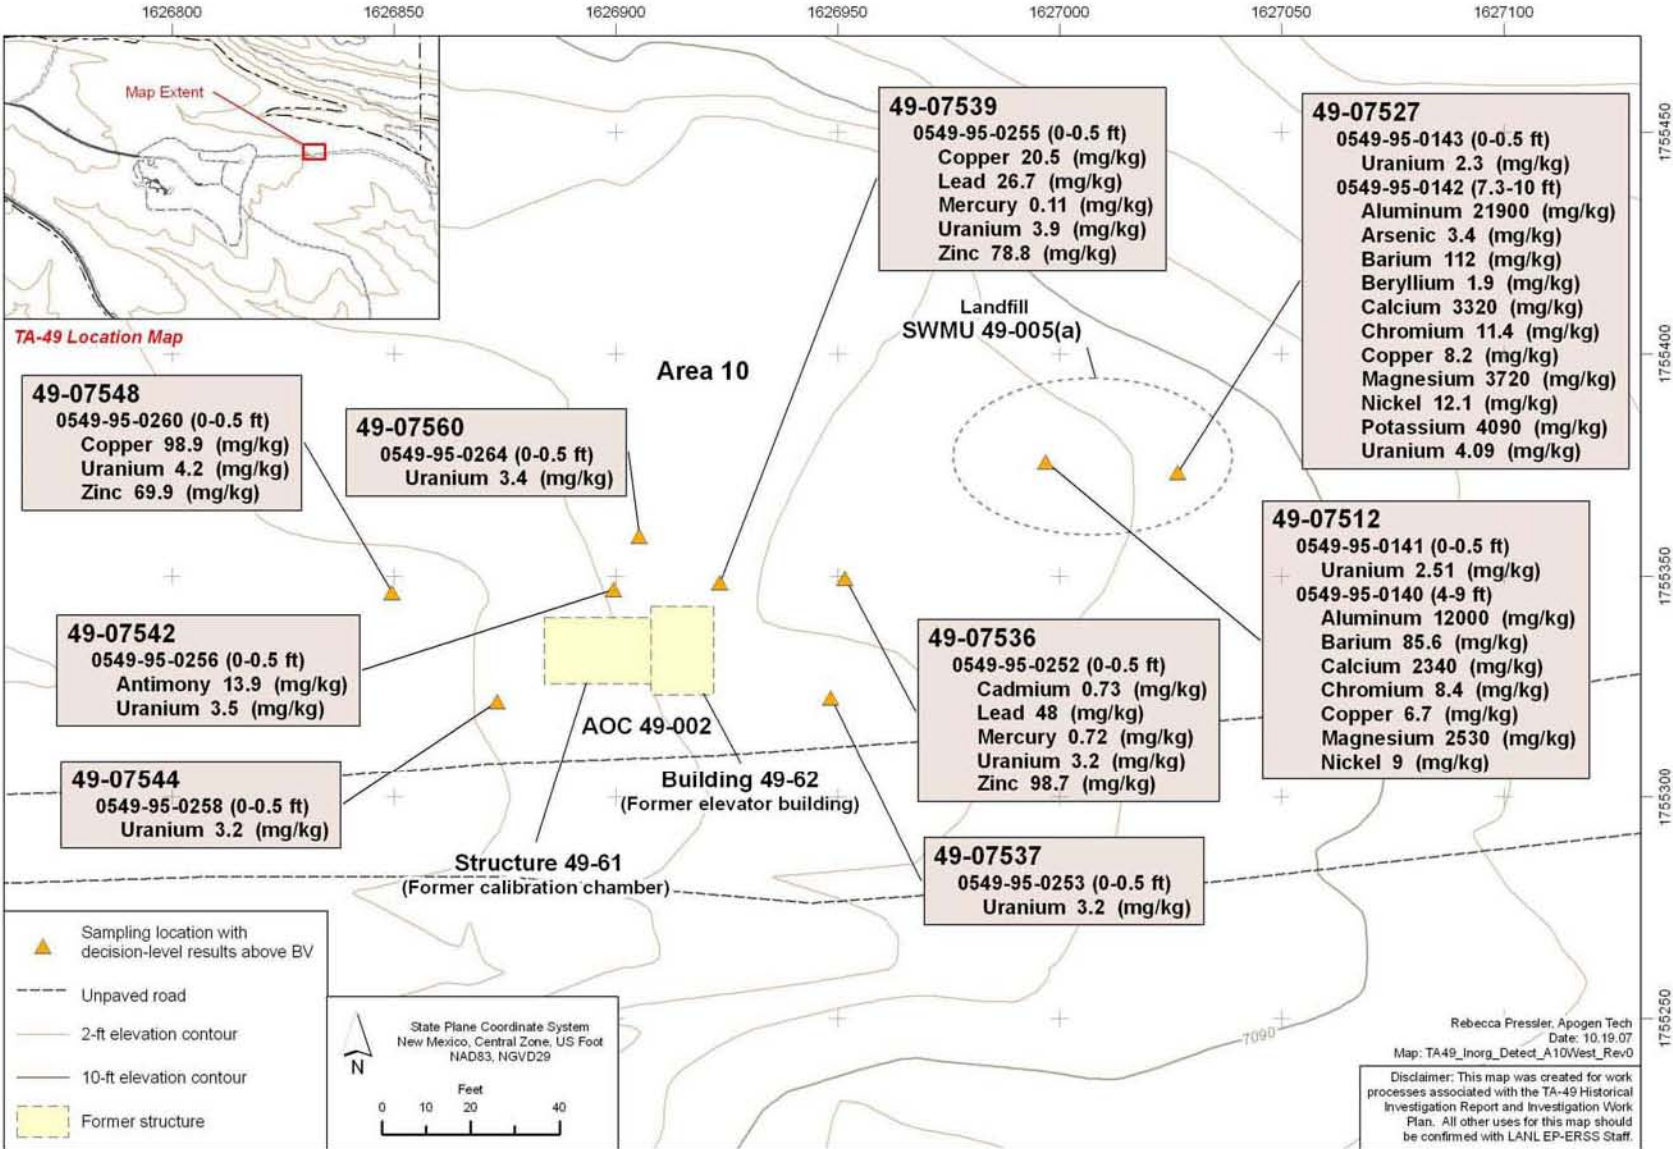 1626800
1626850
1626900
1626950
1627000
1627050
1627100
1755450
1755400
1755350
1755300
1755250
Map Extent
TA-49 Location Map
49-07539
0549-95-0255 (0-0.5 ft)
Copper 20.5 (mg/kg)
Lead 26.7 (mg/kg)
Mercury 0.11 (mg/kg)
Uranium 3.9 (mg/kg)
Zinc 78.8 (mg/kg)
49-07527
0549-95-0143 (0-0.5 ft)
Uranium 2.3 (mg/kg)
0549-95-0142 (7.3-10 ft)
Aluminum 21900 (mg/kg)
Arsenic 3.4 (mg/kg)
Barium 112 (mg/kg)
Beryllium 1.9 (mg/kg)
Calcium 3320 (mg/kg)
Chromium 11.4 (mg/kg)
Copper 8.2 (mg/kg)
Magnesium 3720 (mg/kg)
Nickel 12.1 (mg/kg)
Potassium 4090 (mg/kg)
Uranium 4.09 (mg/kg)
Landfill
SWMU 49-005(a)
Area 10
49-07548
0549-95-0260 (0-0.5 ft)
Copper 98.9 (mg/kg)
Uranium 4.2 (mg/kg)
Zinc 69.9 (mg/kg)
49-07560
0549-95-0264 (0-0.5 ft)
Uranium 3.4 (mg/kg)
49-07512
0549-95-0141 (0-0.5 ft)
Uranium 2.51 (mg/kg)
0549-95-0140 (4-9 ft)
Aluminum 12000 (mg/kg)
Barium 85.6 (mg/kg)
Calcium 2340 (mg/kg)
Chromium 8.4 (mg/kg)
Copper 6.7 (mg/kg)
Magnesium 2530 (mg/kg)
Nickel 9 (mg/kg)
49-07542
0549-95-0256 (0-0.5 ft)
Antimony 13.9 (mg/kg)
Uranium 3.5 (mg/kg)
49-07536
0549-95-0252 (0-0.5 ft)
Cadmium 0.73 (mg/kg)
Lead 48 (mg/kg)
Mercury 0.72 (mg/kg)
Uranium 3.2 (mg/kg)
Zinc 98.7 (mg/kg)
AOC 49-002
49-07544
0549-95-0258 (0-0.5 ft)
Uranium 3.2 (mg/kg)
Building 49-62
(Former elevator building)
Structure 49-61
(Former calibration chamber)
49-07537
0549-95-0253 (0-0.5 ft)
Uranium 3.2 (mg/kg)
Sampling location with
decision-level results above BV
Unpaved road
2-ft elevation contour
10-ft elevation contour
Former structure
State Plane Coordinate System
New Mexico, Central Zone, US Foot
NAD83, NGVD29
N
Feet
0 10 20 40
7090
Rebecca Pressler, Apogen Tech
Date: 10.19.07
Map: TA49_Inorg_Detect_A10West_Rev0
Disclaimer: This map was created for work
processes associated with the TA-49 Historical
Investigation Report and Investigation Work
Plan. All other uses for this map should
be confirmed with LANL EP-ERSS Staff.